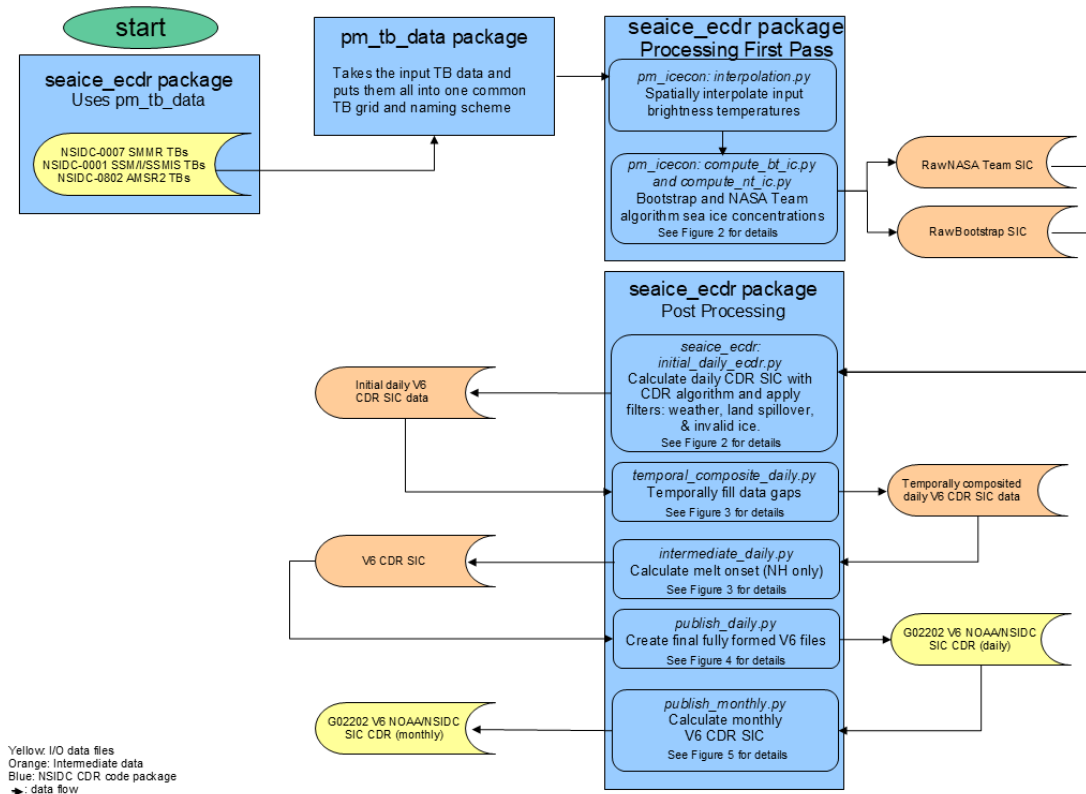 start
seaice_ecdr package
Uses pm_tb_data
NSIDC-0007 SMMR TBs
NSIDC-0001 SSM/I/SSMIS TBs
NSIDC-0802 AMSR2 TBs
pm_tb_data package
Takes the input TB data and
puts them all into one common
TB grid and naming scheme
seaice_ecdr package
Processing First Pass
pm_icecon: interpolation.py
Spatially interpolate input
brightness temperatures
pm_icecon: compute_bt_ic.py
and compute_nt_ic.py
Bootstrap and NASA Team
algorithm sea ice concentrations
See Figure 2 for details
RawNASA Team SIC
RawBootstrap SIC
seaice_ecdr package
Post Processing
seaice_ecdr:
initial_daily_ecdr.py
Calculate daily CDR SIC with
CDR algorithm and apply
filters: weather, land spillover,
& invalid ice.
See Figure 2 for details
Initial daily V6
CDR SIC data
temporal_composite_daily.py
Temporally fill data gaps
See Figure 3 for details
Temporally composited
daily V6 CDR SIC data
intermediate_daily.py
Calculate melt onset (NH only)
See Figure 3 for details
V6 CDR SIC
publish_daily.py
Create final fully formed V6 files
See Figure 4 for details
G02202 V6 NOAA/NSIDC
SIC CDR (daily)
publish_monthly.py
Calculate monthly
V6 CDR SIC
See Figure 5 for details
G02202 V6 NOAA/NSIDC
SIC CDR (monthly)
Yellow: I/O data files
Orange: Intermediate data
Blue: NSIDC CDR code package
: data flow